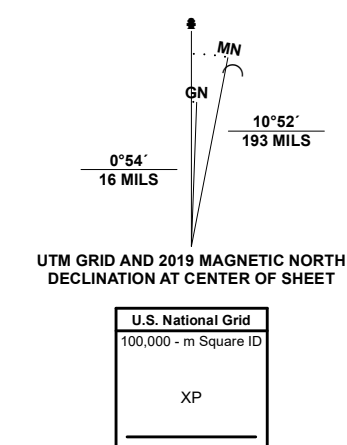 MN
GN
10°52´
193 MILS
0°54´
16 MILS
UTM GRID AND 2019 MAGNETIC NORTH
DECLINATION AT CENTER OF SHEET
U.S. National Grid
100,000 - m Square ID
XP